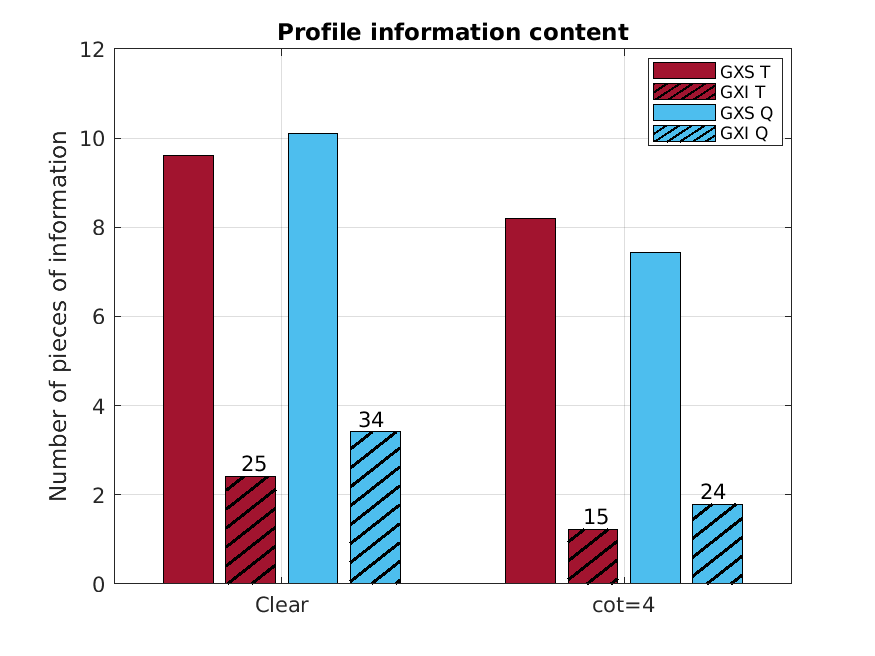 Profile information content
Number of pieces of information
12
10
8
6
4
2
0
GXS T
GXI T
GXS Q
GXI Q
25
34
15
24
Clear
cot=4